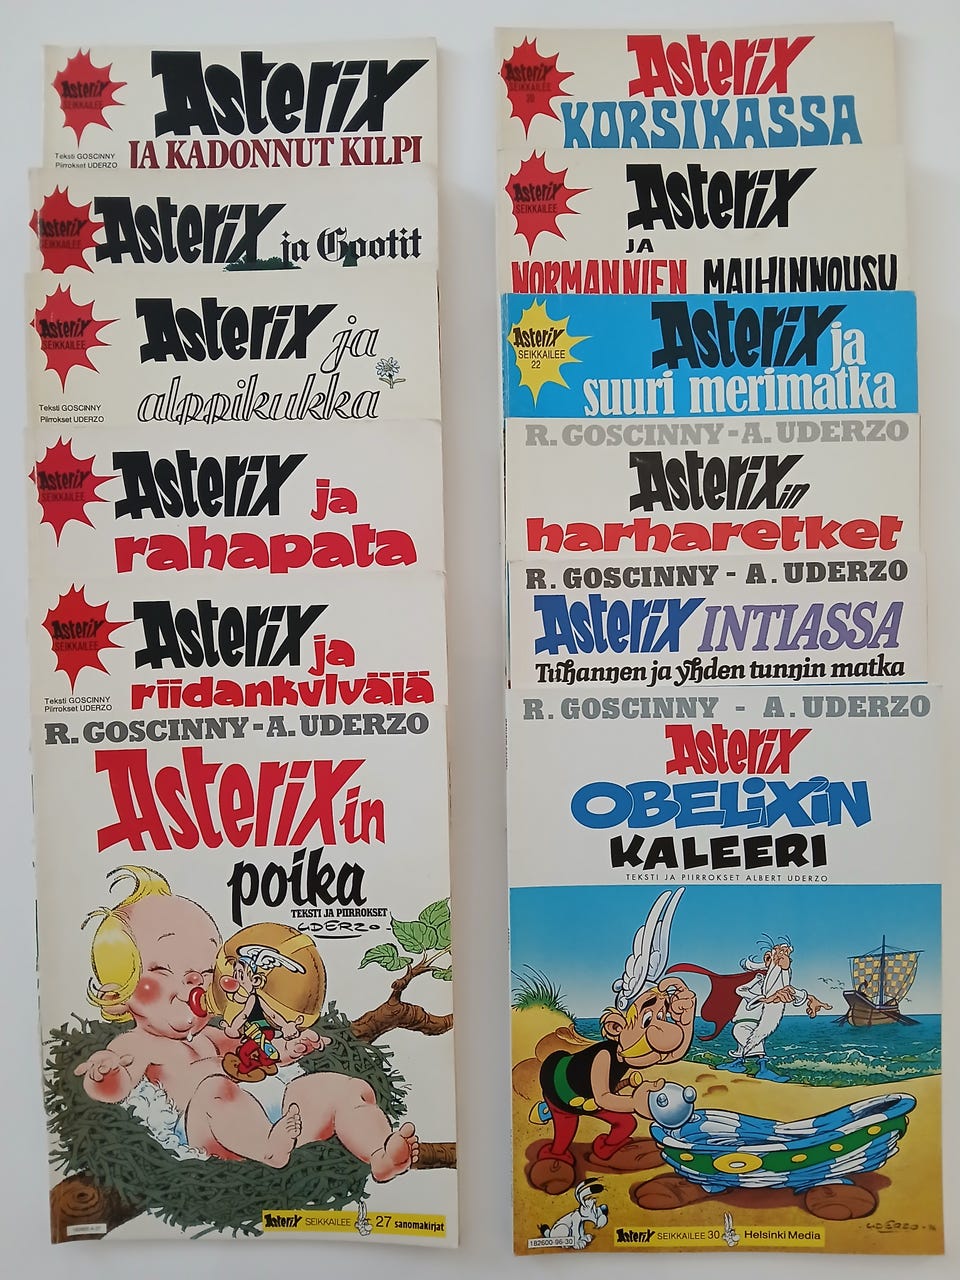 Asterix
SEIKKAILEE
Asterix
JA KADONNUT KILPI
Teksti GOSCINNY
Piirrokset UDERZO
Asterix
SEIKKAILEE
Asterix ja Gootit
Asterix
SEIKKAILEE
Asterix ja
alppikukka
Teksti GOSCINNY
Piirrokset UDERZO
Asterix
SEIKKAILEE
Asterix ja
rahapata
Asterix
SEIKKAILEE
Asterix ja
riidankylväjä
Teksti GOSCINNY
Piirrokset UDERZO
R. GOSCINNY - A. UDERZO
Asterixin
poika
TEKSTI JA PIIRROKSET
UDERZO
Asterix SEIKKAILEE 27 sanomakirjat
Asterix
SEIKKAILEE
20
Asterix
KORSIKASSA
Asterix
SEIKKAILEE
Asterix
JA
NORMANNIEN MAIHINNOUSU
Asterix
SEIKKAILEE
22
Asterix ja
suuri merimatka
R. GOSCINNY - A. UDERZO
Asterixin
harharetket
R. GOSCINNY - A. UDERZO
Asterix INTIASSA
Tuhannen ja yhden tunnin matka
R. GOSCINNY - A. UDERZO
Asterix
OBELIXIN
KALEERI
TEKSTI JA PIIRROKSET ALBERT UDERZO
UDERZO
182600-96-30
Asterix SEIKKAILEE 30 Helsinki Media